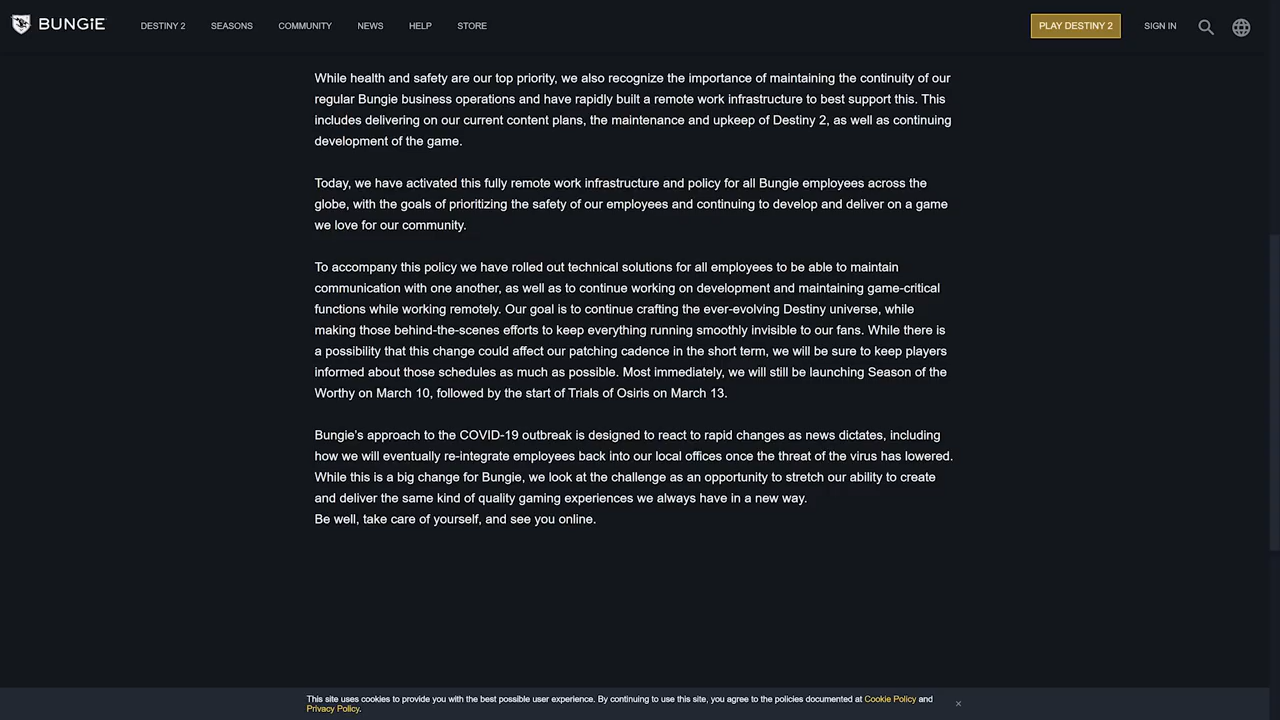 BUNGIE DESTINY 2 SEASONS COMMUNITY NEWS HELP STORE PLAY DESTINY 2 SIGN IN
While health and safety are our top priority, we also recognize the importance of maintaining the continuity of our
regular Bungie business operations and have rapidly built a remote work infrastructure to best support this. This
includes delivering on our current content plans, the maintenance and upkeep of Destiny 2, as well as continuing
development of the game.
Today, we have activated this fully remote work infrastructure and policy for all Bungie employees across the
globe, with the goals of prioritizing the safety of our employees and continuing to develop and deliver on a game
we love for our community.
To accompany this policy we have rolled out technical solutions for all employees to be able to maintain
communication with one another, as well as to continue working on development and maintaining game-critical
functions while working remotely. Our goal is to continue crafting the ever-evolving Destiny universe, while
making those behind-the-scenes efforts to keep everything running smoothly invisible to our fans. While there is
a possibility that this change could affect our patching cadence in the short term, we will be sure to keep players
informed about those schedules as much as possible. Most immediately, we will still be launching Season of the
Worthy on March 10, followed by the start of Trials of Osiris on March 13.
Bungie's approach to the COVID-19 outbreak is designed to react to rapid changes as news dictates, including
how we will eventually re-integrate employees back into our local offices once the threat of the virus has lowered.
While this is a big change for Bungie, we look at the challenge as an opportunity to stretch our ability to create
and deliver the same kind of quality gaming experiences we always have in a new way.
Be well, take care of yourself, and see you online.
This site uses cookies to provide you with the best possible user experience. By continuing to use this site, you agree to the policies documented at Cookie Policy and
Privacy Policy.